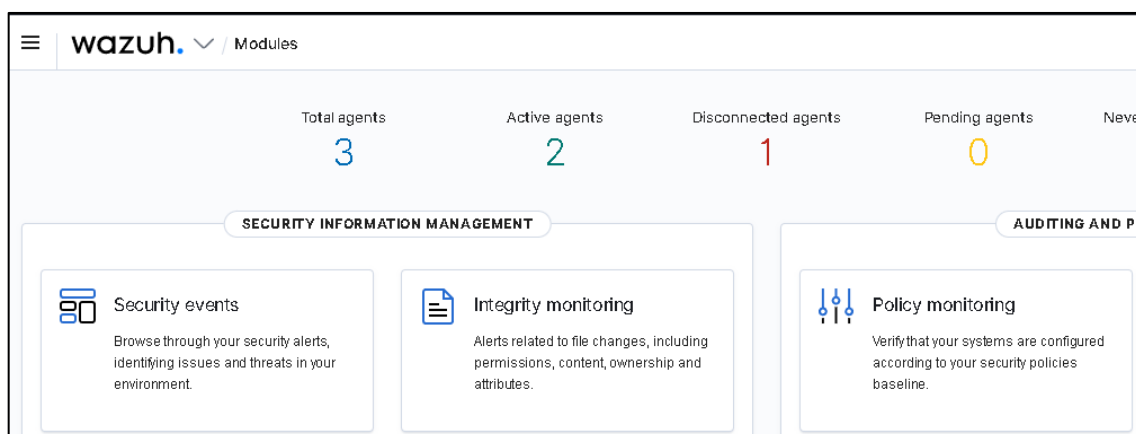 wazuh. / Modules
Total agents
3
Active agents
2
Disconnected agents
1
Pending agents
0
Neve
SECURITY INFORMATION MANAGEMENT
Security events
Browse through your security alerts,
identifying issues and threats in your
environment.
Integrity monitoring
Alerts related to file changes, including
permissions, content, ownership and
attributes.
AUDITING AND P
Policy monitoring
Verify that your systems are configured
according to your security policies
baseline.